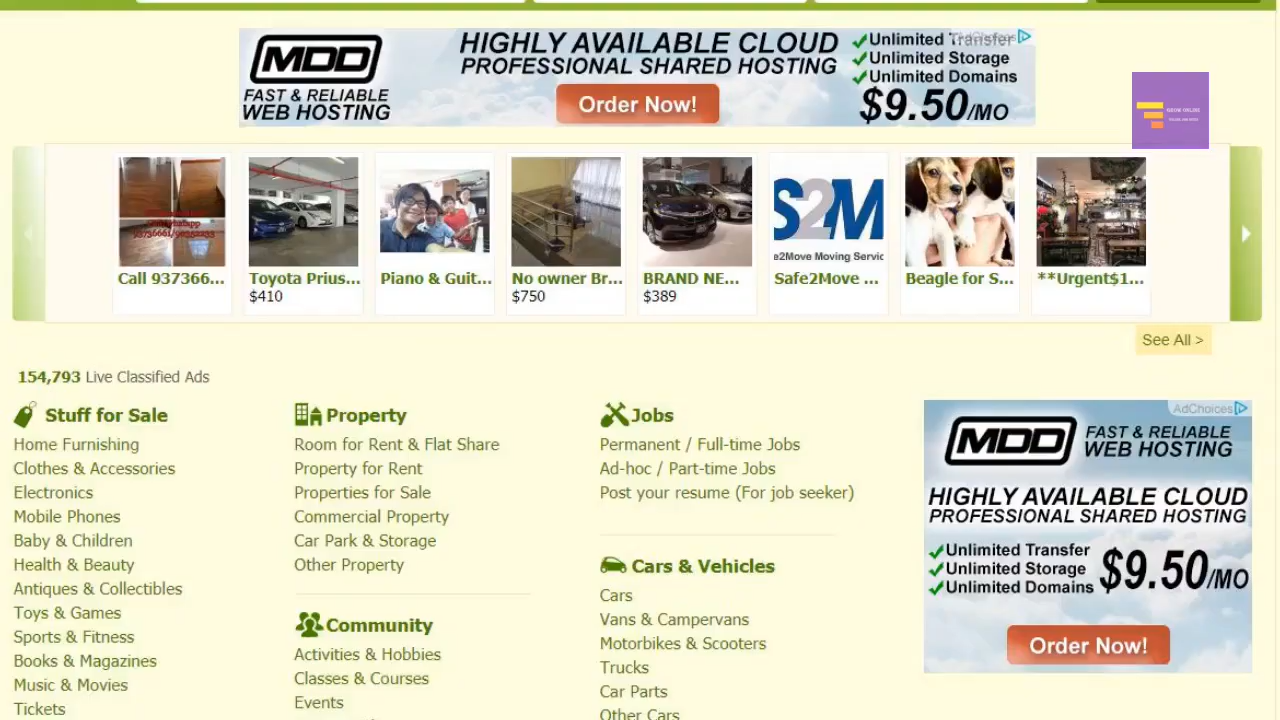 MDD
FAST & RELIABLE
WEB HOSTING
HIGHLY AVAILABLE CLOUD
PROFESSIONAL SHARED HOSTING
Order Now!
Unlimited Transfer
Unlimited Storage
Unlimited Domains
$9.50/MO
AdChoices
Call 937366...
Toyota Prius...
$410
Piano & Guit...
No owner Br...
$750
BRAND NE...
$389
S2M
e2Move Moving Servic
Safe2Move ...
Beagle for S...
**Urgent$1...
See All >
154,793 Live Classified Ads
Stuff for Sale
Home Furnishing
Clothes & Accessories
Electronics
Mobile Phones
Baby & Children
Health & Beauty
Antiques & Collectibles
Toys & Games
Sports & Fitness
Books & Magazines
Music & Movies
Tickets
Property
Room for Rent & Flat Share
Property for Rent
Properties for Sale
Commercial Property
Car Park & Storage
Other Property
Community
Activities & Hobbies
Classes & Courses
Events
Jobs
Permanent / Full-time Jobs
Ad-hoc / Part-time Jobs
Post your resume (For job seeker)
Cars & Vehicles
Cars
Vans & Campervans
Motorbikes & Scooters
Trucks
Car Parts
Other Cars
AdChoices
MDD
FAST & RELIABLE
WEB HOSTING
HIGHLY AVAILABLE CLOUD
PROFESSIONAL SHARED HOSTING
Unlimited Transfer
Unlimited Storage
Unlimited Domains
$9.50/MO
Order Now!